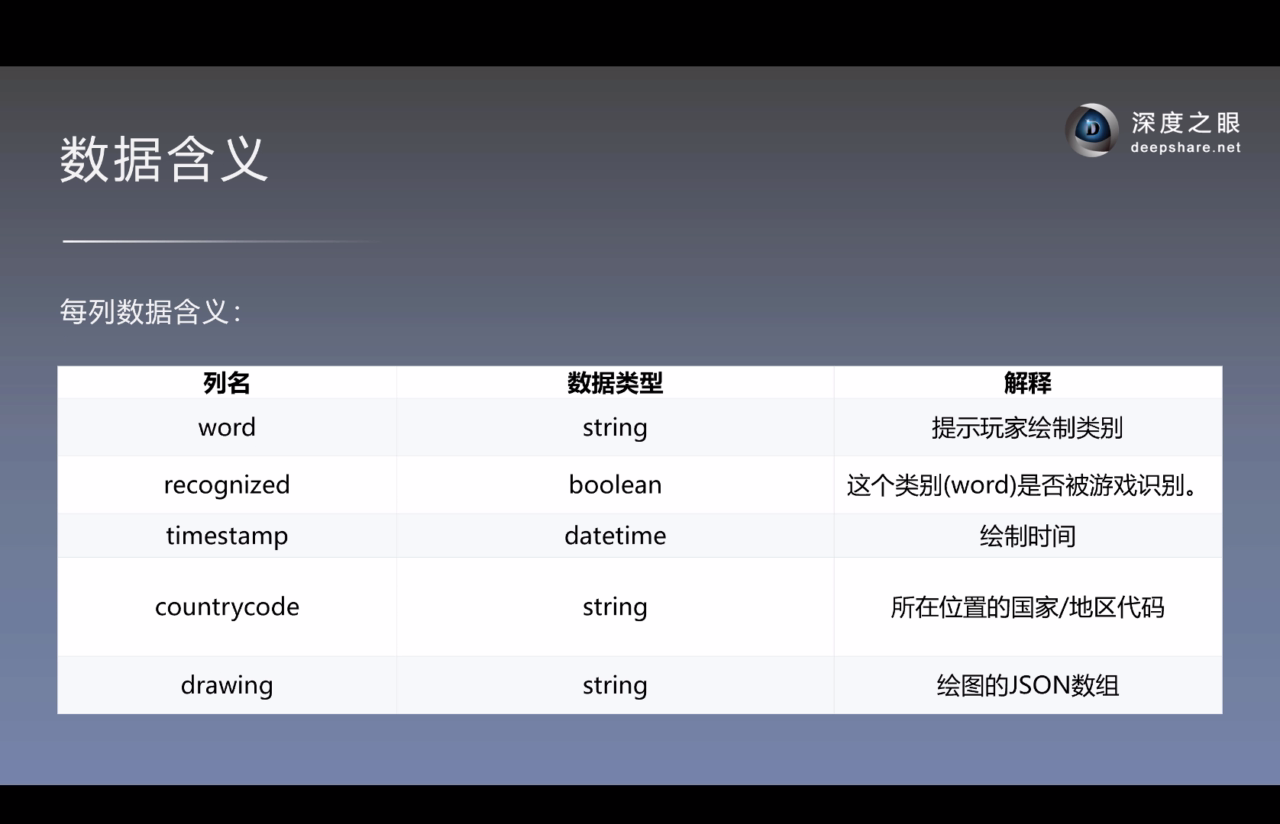 数据含义
深度之眼
deepshare.net
每列数据含义：
列名 数据类型 解释
word string 提示玩家绘制类别
recognized boolean 这个类别(word)是否被游戏识别。
timestamp datetime 绘制时间
countrycode string 所在位置的国家/地区代码
drawing string 绘图的JSON数组